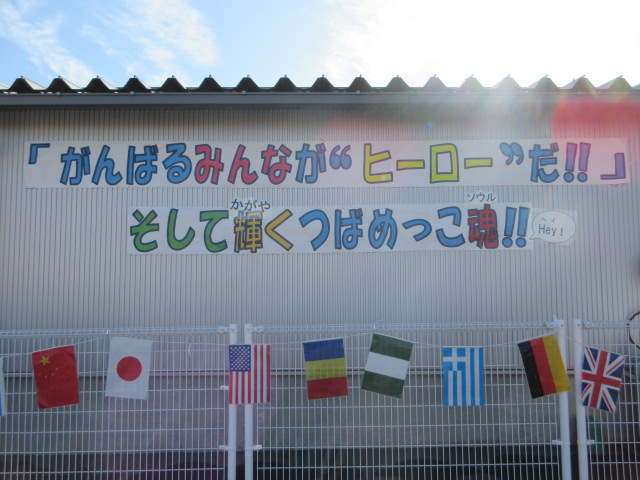 「がんばるみんなが“ヒーロー”だ!!」
かがや ソウル
そして輝くつばめっこ魂!!
ヘイ
Hey!